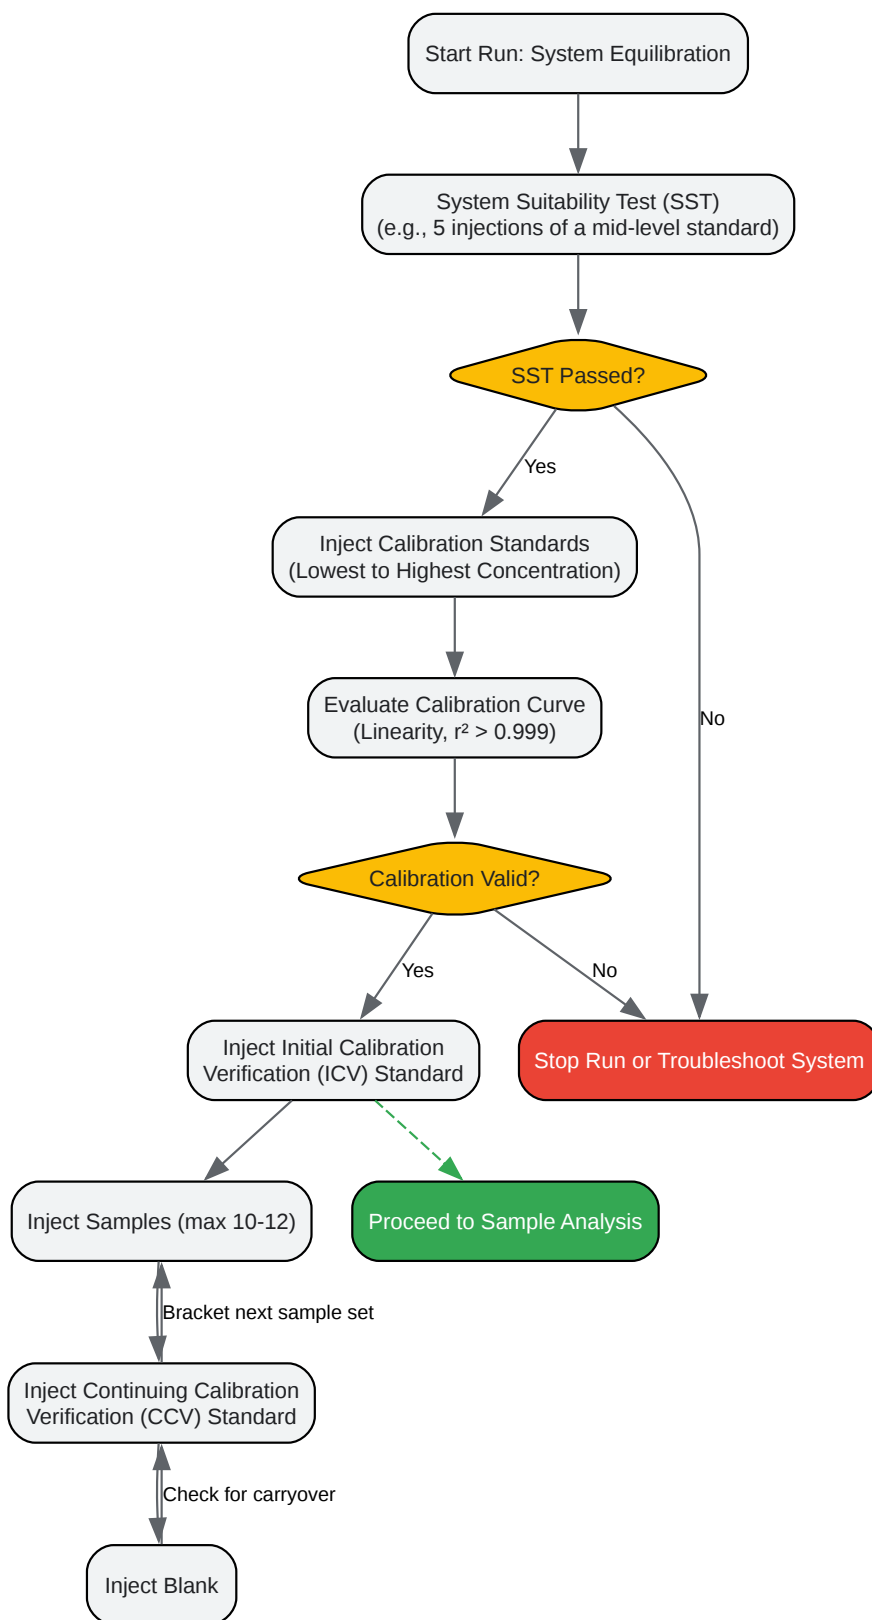 Start Run: System Equilibration
System Suitability Test (SST)
(e.g., 5 injections of a mid-level standard)
SST Passed?
Yes
Inject Calibration Standards
(Lowest to Highest Concentration)
Evaluate Calibration Curve
(Linearity, r² > 0.999)
No
Calibration Valid?
Yes
No
Inject Initial Calibration
Verification (ICV) Standard
Stop Run or Troubleshoot System
Inject Samples (max 10-12)
Proceed to Sample Analysis
Bracket next sample set
Inject Continuing Calibration
Verification (CCV) Standard
Check for carryover
Inject Blank